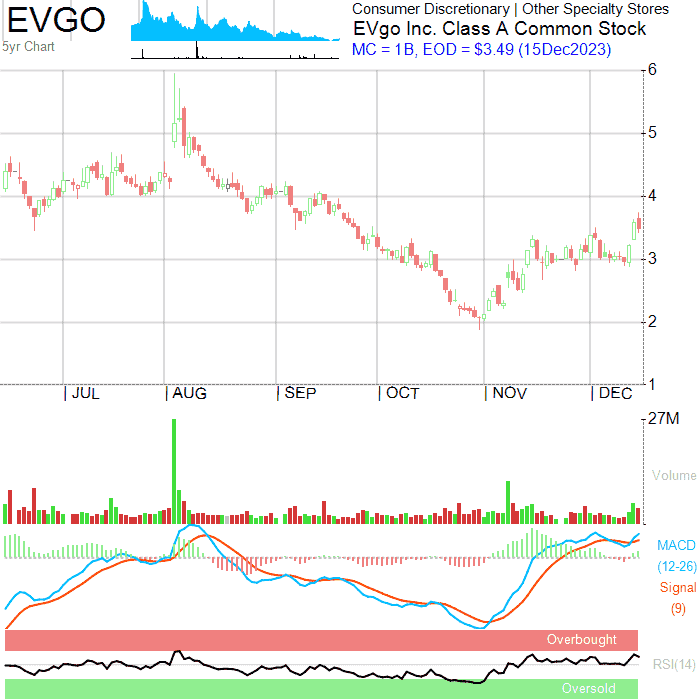 EVGO
5yr Chart
Consumer Discretionary | Other Specialty Stores
EVgo Inc. Class A Common Stock
MC = 1B, EOD = $3.49 (15Dec2023)
6
5
4
3
2
1
JUL AUG SEP OCT NOV DEC
27M
Volume
MACD
(12-26)
Signal
(9)
Overbought
RSI(14)
Oversold